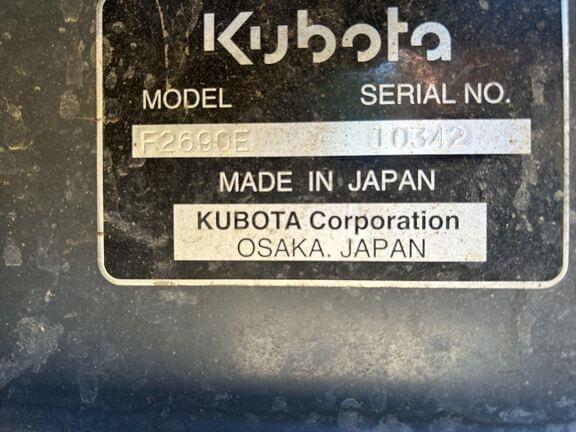 Kubota
MODEL SERIAL NO.
F2690E 10342
MADE IN JAPAN
KUBOTA Corporation
OSAKA. JAPAN